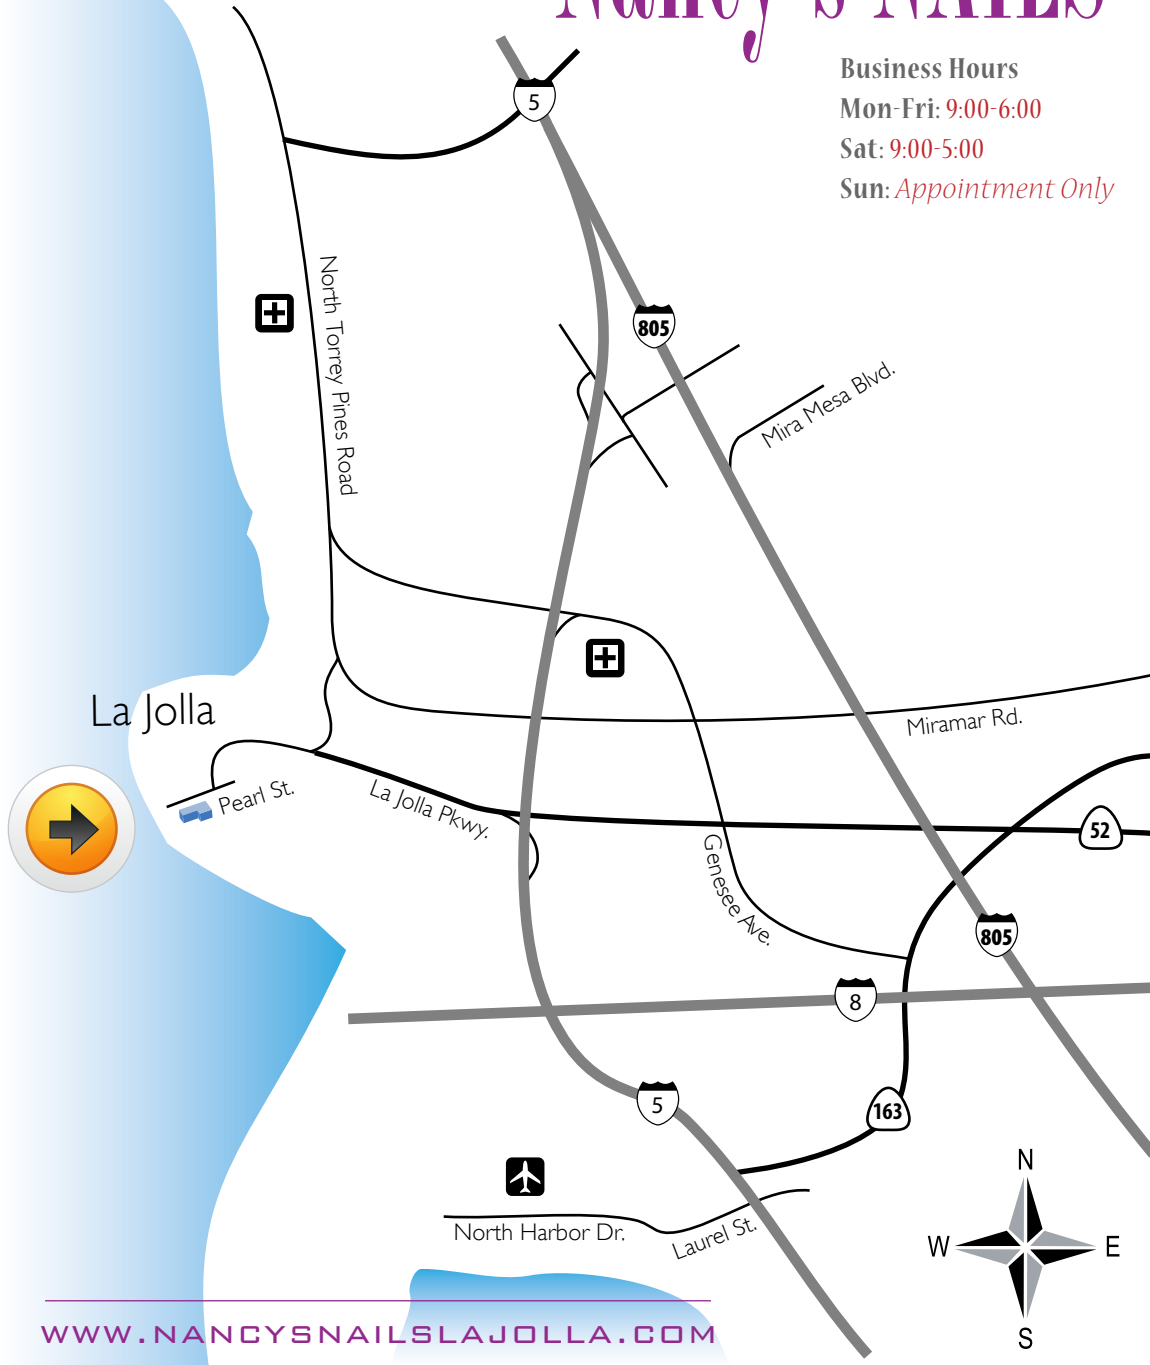 Nancy's NAILS
Business Hours
Mon-Fri: 9:00-6:00
Sat: 9:00-5:00
Sun: Appointment Only
5
North Torrey Pines Road
805
Mira Mesa Blvd.
La Jolla
Miramar Rd.
Pearl St.
La Jolla Pkwy.
52
Genesee Ave.
805
8
5
163
North Harbor Dr.
Laurel St.
N
W
E
S
WWW.NANCYSNAILSLAJOLLA.COM